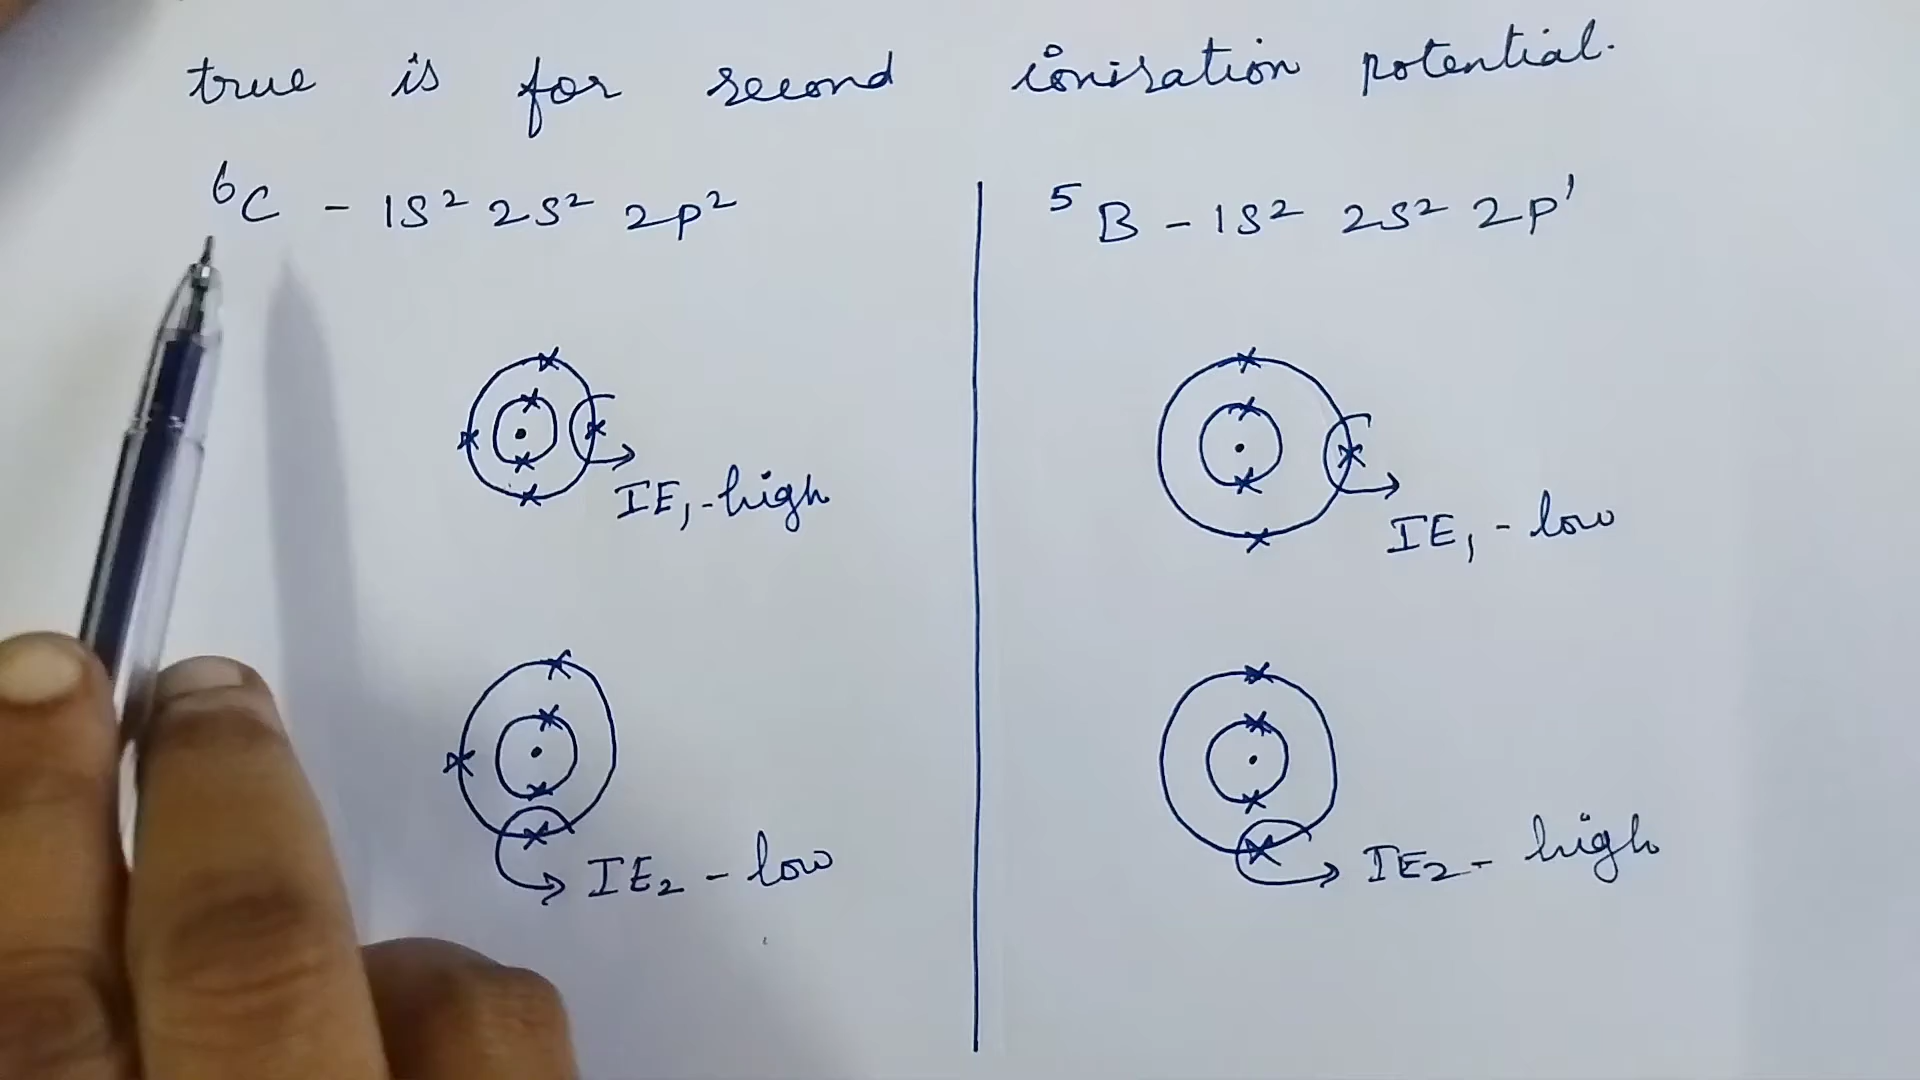 true is for second ionisation potential.
⁶C - 1S² 2S² 2P²
⁵B - 1S² 2S² 2P¹
IE₁ - high
IE₁ - low
IE₂ - low
IE₂ - high